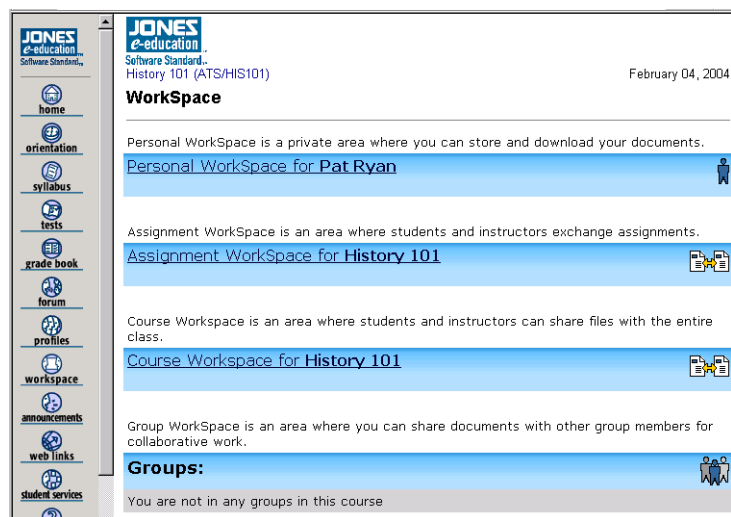 JONES
e-education
Software Standard
home
orientation
syllabus
tests
grade book
forum
profiles
workspace
announcements
web links
student services
JONES
e-education
Software Standard
History 101 (ATS/HIS101)
February 04, 2004
WorkSpace
Personal WorkSpace is a private area where you can store and download your documents.
Personal WorkSpace for Pat Ryan
Assignment WorkSpace is an area where students and instructors exchange assignments.
Assignment WorkSpace for History 101
Course Workspace is an area where students and instructors can share files with the entire
class.
Course Workspace for History 101
Group WorkSpace is an area where you can share documents with other group members for
collaborative work.
Groups:
You are not in any groups in this course